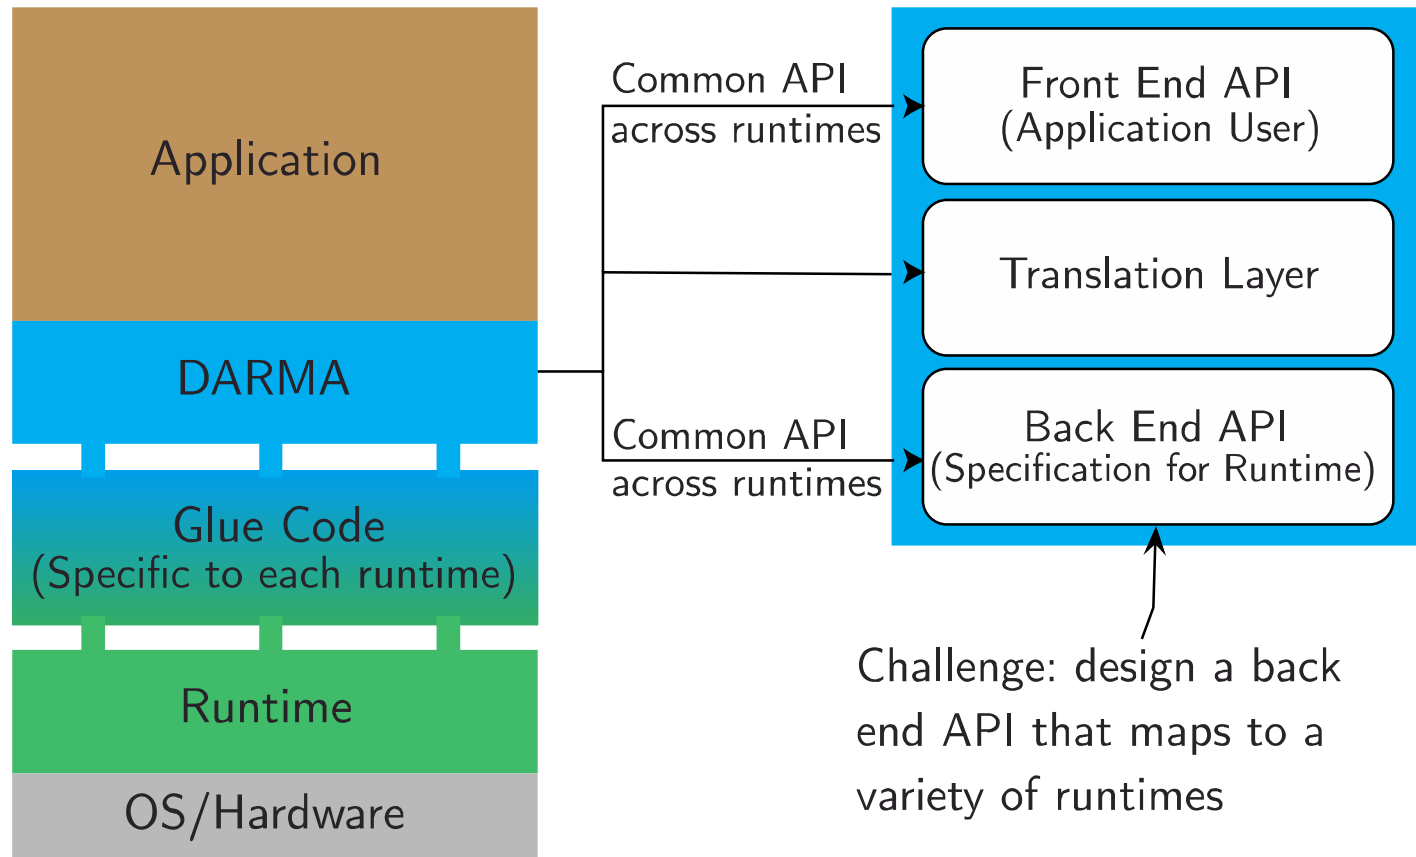 Application
DARMA
Glue Code
(Specific to each runtime)
Runtime
OS/Hardware
Common API
across runtimes
Common API
across runtimes
Front End API
(Application User)
Translation Layer
Back End API
(Specification for Runtime)
Challenge: design a back
end API that maps to a
variety of runtimes